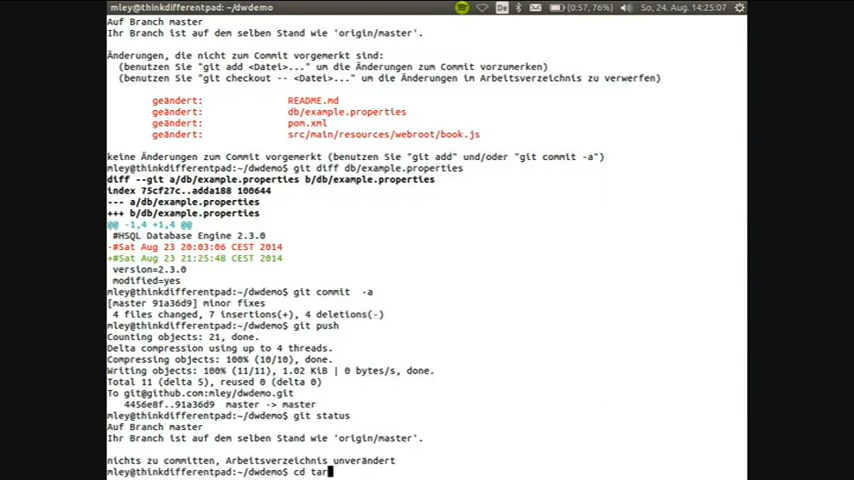 mley@thinkdifferentpad: ~/dwdemo
De
(0:57, 76%)
So, 24. Aug. 14:25:07
Auf Branch master
Ihr Branch ist auf dem selben Stand wie 'origin/master'.
Änderungen, die nicht zum Commit vorgemerkt sind:
(benutzen Sie "git add <Datei>..." um die Änderungen zum Commit vorzumerken)
(benutzen Sie "git checkout -- <Datei>..." um die Änderungen im Arbeitsverzeichnis zu verwerfen)
geändert: README.md
geändert: db/example.properties
geändert: pom.xml
geändert: src/main/resources/webroot/book.js
keine Änderungen zum Commit vorgemerkt (benutzen Sie "git add" und/oder "git commit -a")
mley@thinkdifferentpad:~/dwdemo$ git diff db/example.properties
diff --git a/db/example.properties b/db/example.properties
index 75cf27c..adda188 100644
--- a/db/example.properties
+++ b/db/example.properties
@@ -1,4 +1,4 @@
#HSQL Database Engine 2.3.0
-#Sat Aug 23 20:03:06 CEST 2014
+#Sat Aug 23 21:25:48 CEST 2014
version=2.3.0
modified=yes
mley@thinkdifferentpad:~/dwdemo$ git commit  -a
[master 91a36d9] minor fixes
4 files changed, 7 insertions(+), 4 deletions(-)
mley@thinkdifferentpad:~/dwdemo$ git push
Counting objects: 21, done.
Delta compression using up to 4 threads.
Compressing objects: 100% (10/10), done.
Writing objects: 100% (11/11), 1.02 KiB | 0 bytes/s, done.
Total 11 (delta 5), reused 0 (delta 0)
To git@github.com:mley/dwdemo.git
4456e8f..91a36d9  master -> master
mley@thinkdifferentpad:~/dwdemo$ git status
Auf Branch master
Ihr Branch ist auf dem selben Stand wie 'origin/master'.
nichts zu committen, Arbeitsverzeichnis unverändert
mley@thinkdifferentpad:~/dwdemo$ cd tar